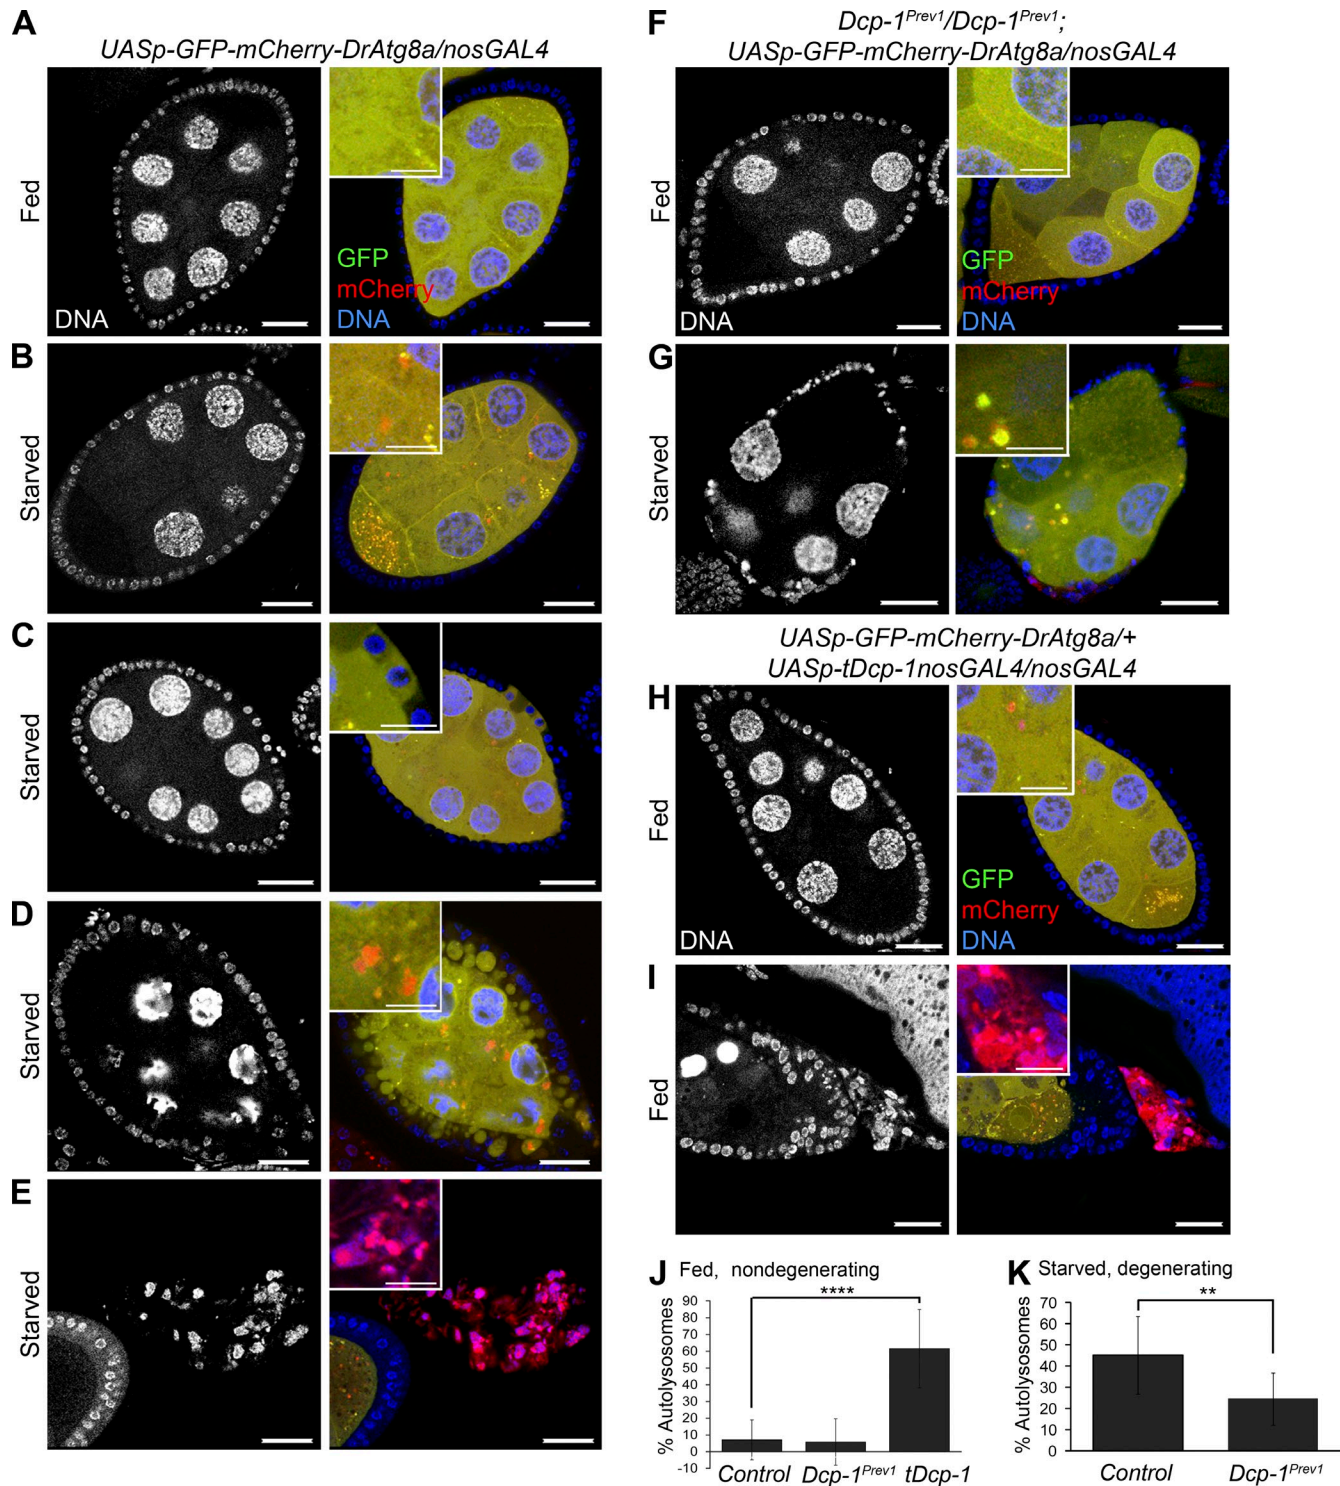 A
UASp-GFP-mCherry-DrAtg8a/nosGAL4
Fed
DNA
GFP
mCherry
DNA
B
Starved
C
Starved
D
Starved
E
Starved
F
Dcp-1Prev1/Dcp-1Prev1;
UASp-GFP-mCherry-DrAtg8a/nosGAL4
Fed
GFP
mCherry
DNA
G
Starved
UASp-GFP-mCherry-DrAtg8a/+
UASp-tDcp-1nosGAL4/nosGAL4
H
Fed
DNA
GFP
mCherry
DNA
I
Fed
J Fed, nondegenerating
****
% Autolysosomes
90
80
70
60
50
40
30
20
10
0
-10
Control Dcp-1Prev1 tDcp-1
K Starved, degenerating
**
% Autolysosomes
70
60
50
40
30
20
10
0
Control Dcp-1Prev1